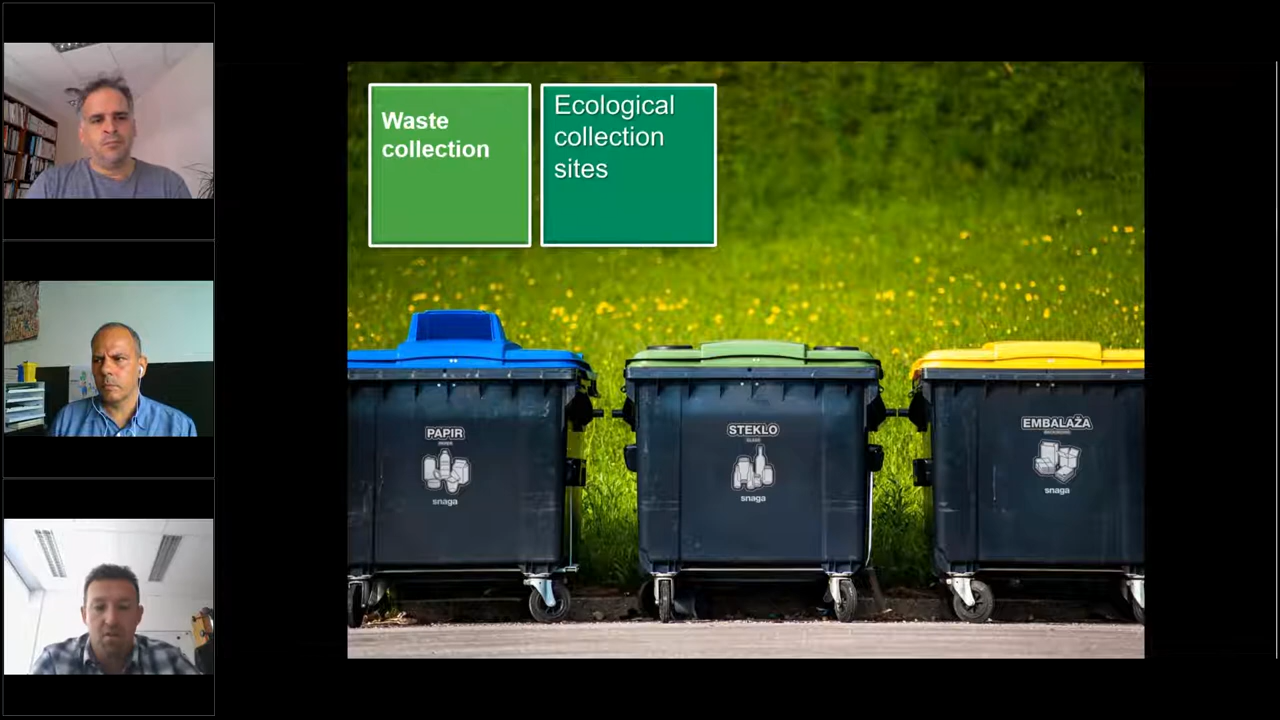 Waste
collection
Ecological
collection
sites
PAPIR
snaga
STEKLO
snaga
EMBALAŽA
snaga